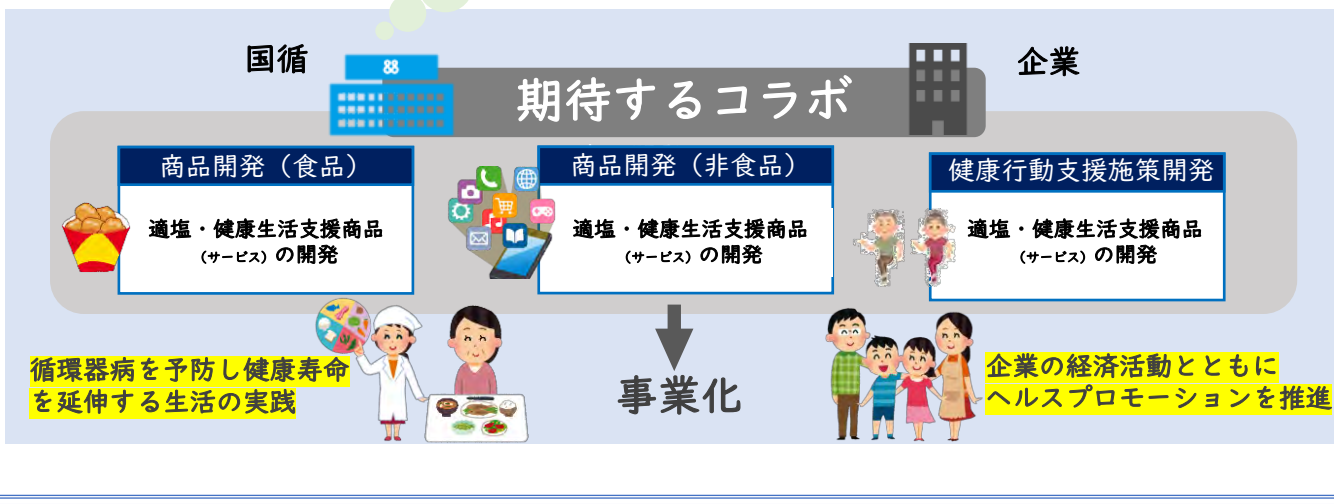 国循
企業
期待するコラボ
商品開発（食品）
適塩・健康生活支援商品
（サービス）の開発
商品開発（非食品）
適塩・健康生活支援商品
（サービス）の開発
健康行動支援施策開発
適塩・健康生活支援商品
（サービス）の開発
循環器病を予防し健康寿命
を延伸する生活の実践
事業化
企業の経済活動とともに
ヘルスプロモーションを推進